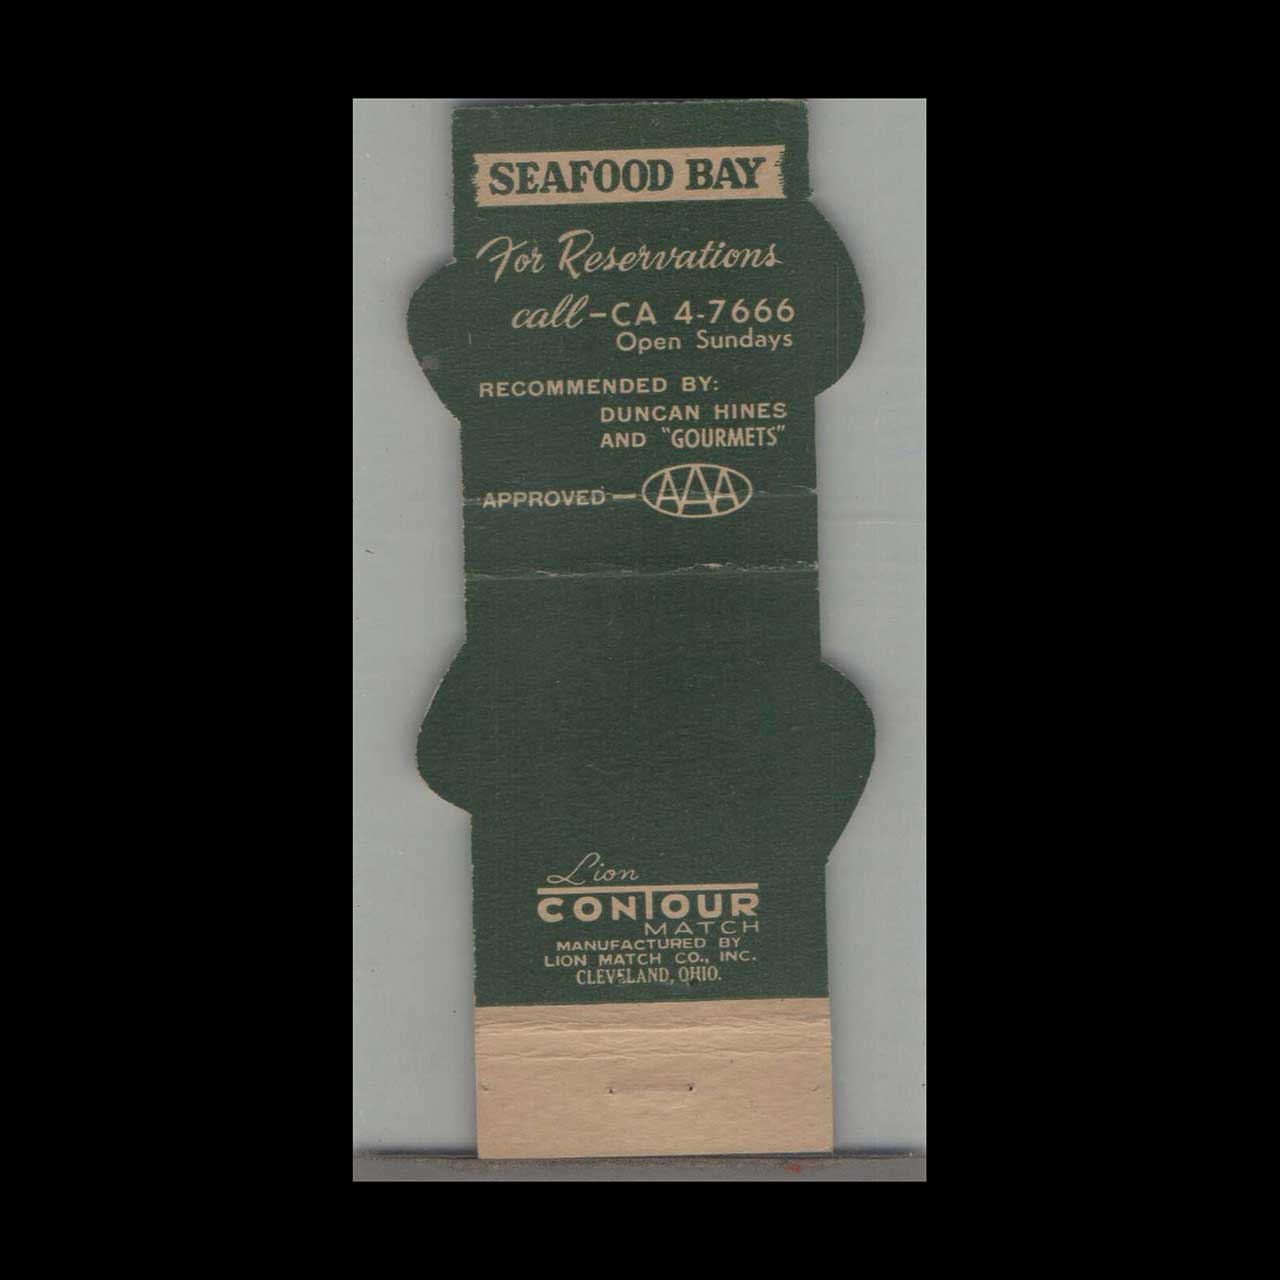 SEAFOOD BAY
For Reservations
call-CA 4-7666
Open Sundays
RECOMMENDED BY:
DUNCAN HINES
AND "GOURMETS"
APPROVED — AAA
Lion
CONTOUR
MATCH
MANUFACTURED BY
LION MATCH CO., INC.
CLEVELAND, OHIO.